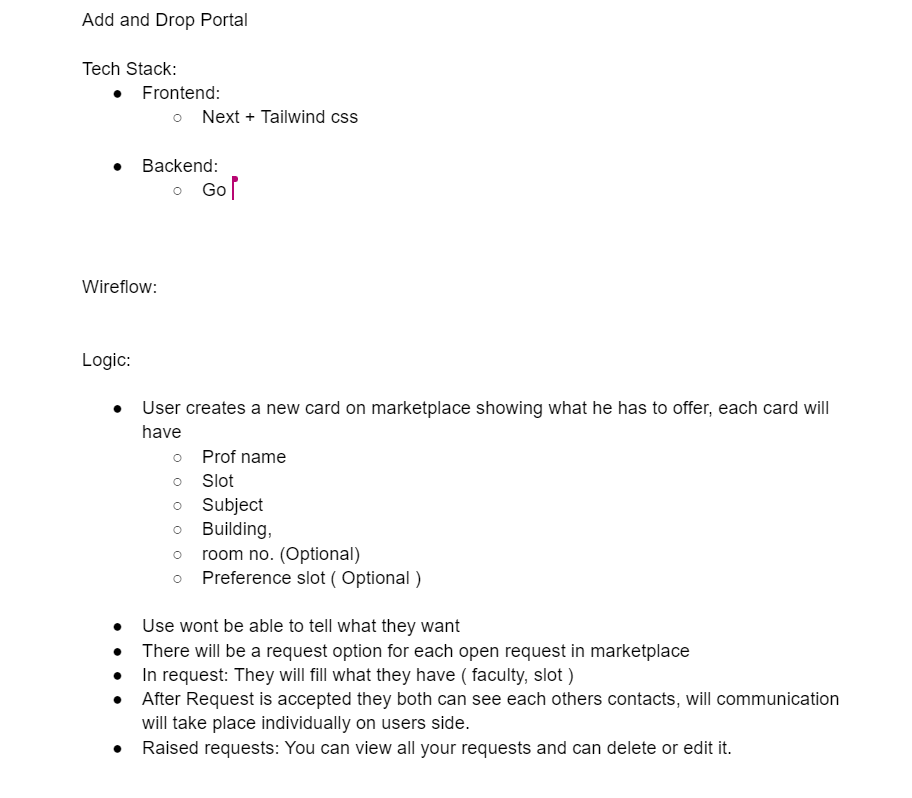 Add and Drop Portal
Tech Stack:
● Frontend:
○ Next + Tailwind css
● Backend:
○ Go
Wireflow:
Logic:
● User creates a new card on marketplace showing what he has to offer, each card will
have
○ Prof name
○ Slot
○ Subject
○ Building,
○ room no. (Optional)
○ Preference slot ( Optional )
● Use wont be able to tell what they want
● There will be a request option for each open request in marketplace
● In request: They will fill what they have ( faculty, slot )
● After Request is accepted they both can see each others contacts, will communication
will take place individually on users side.
● Raised requests: You can view all your requests and can delete or edit it.